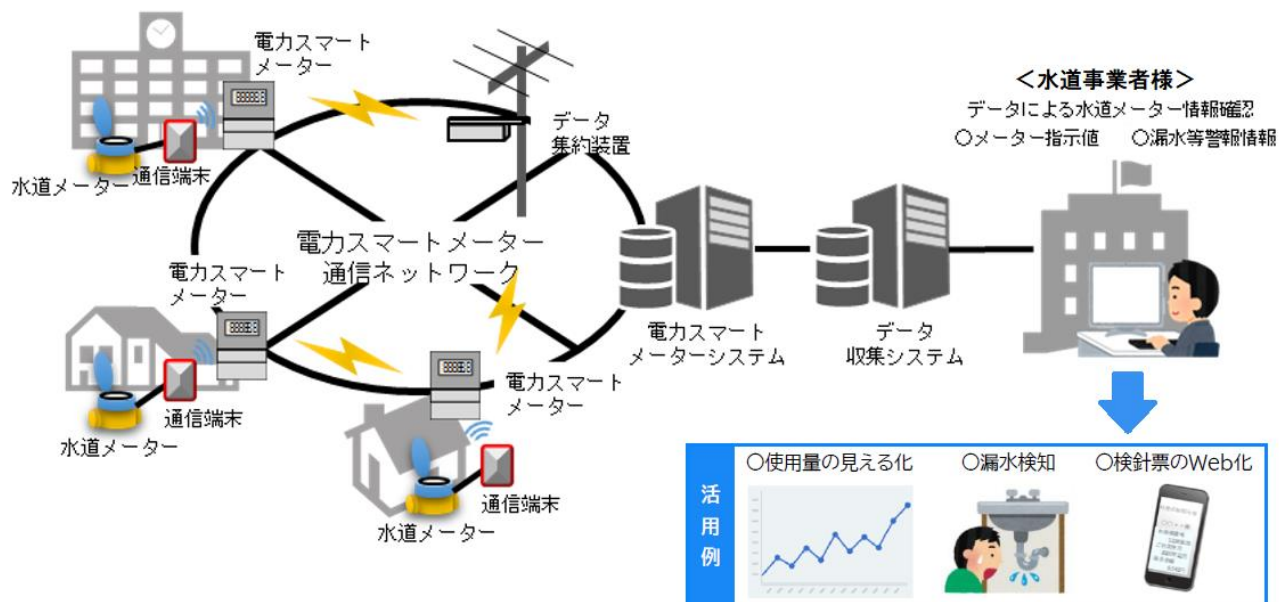 電力スマート
メーター
水道メーター
通信端末
データ
集約装置
電力スマートメーター
通信ネットワーク
電力スマート
メーター
水道メーター
通信端末
電力スマート
メーター
水道メーター
通信端末
電力スマート
メーターシステム
データ
収集システム
＜水道事業者様＞
データによる水道メーター情報確認
〇メーター指示値　〇漏水等警報情報
活用例
〇使用量の見える化
〇漏水検知
〇検針票のWeb化